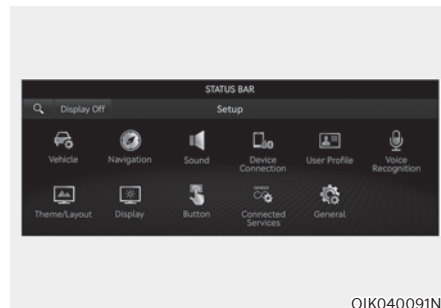 STATUS BAR
Display Off
Setup
Vehicle
Navigation
Sound
Device
Connection
User Profile
Voice
Recognition
Theme/Layout
Display
Button
GENESIS
Connected
Services
General
OIK040091N